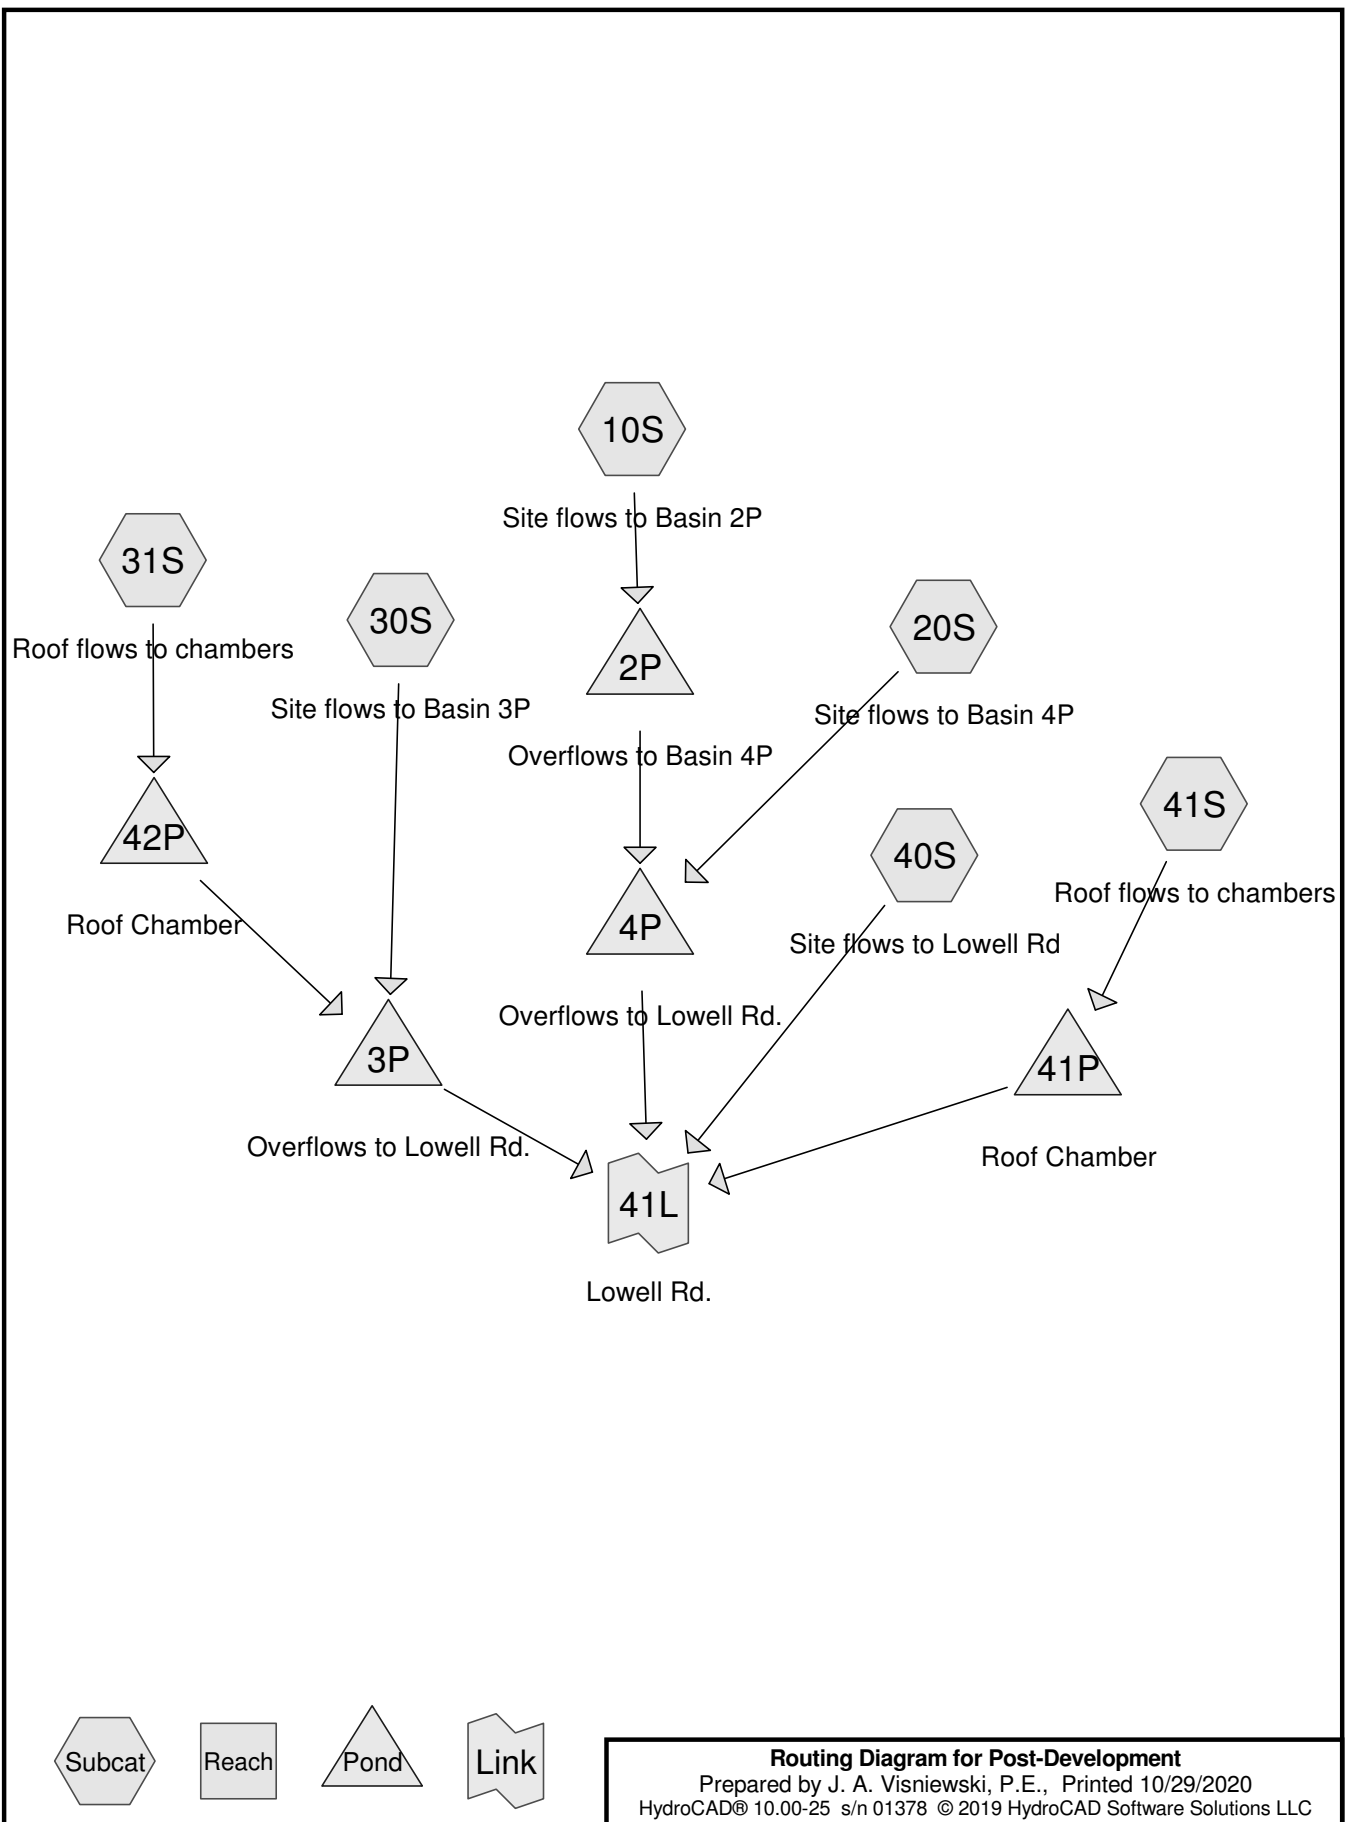 10S
Site flows to Basin 2P
31S
Roof flows to chambers
30S
Site flows to Basin 3P
2P
Overflows to Basin 4P
20S
Site flows to Basin 4P
42P
Roof Chamber
41S
Roof flows to chambers
40S
Site flows to Lowell Rd
4P
Overflows to Lowell Rd.
3P
Overflows to Lowell Rd.
41P
Roof Chamber
41L
Lowell Rd.
Subcat
Reach
Pond
Link
Routing Diagram for Post-Development
Prepared by J. A. Visniewski, P.E., Printed 10/29/2020
HydroCAD® 10.00-25 s/n 01378 © 2019 HydroCAD Software Solutions LLC